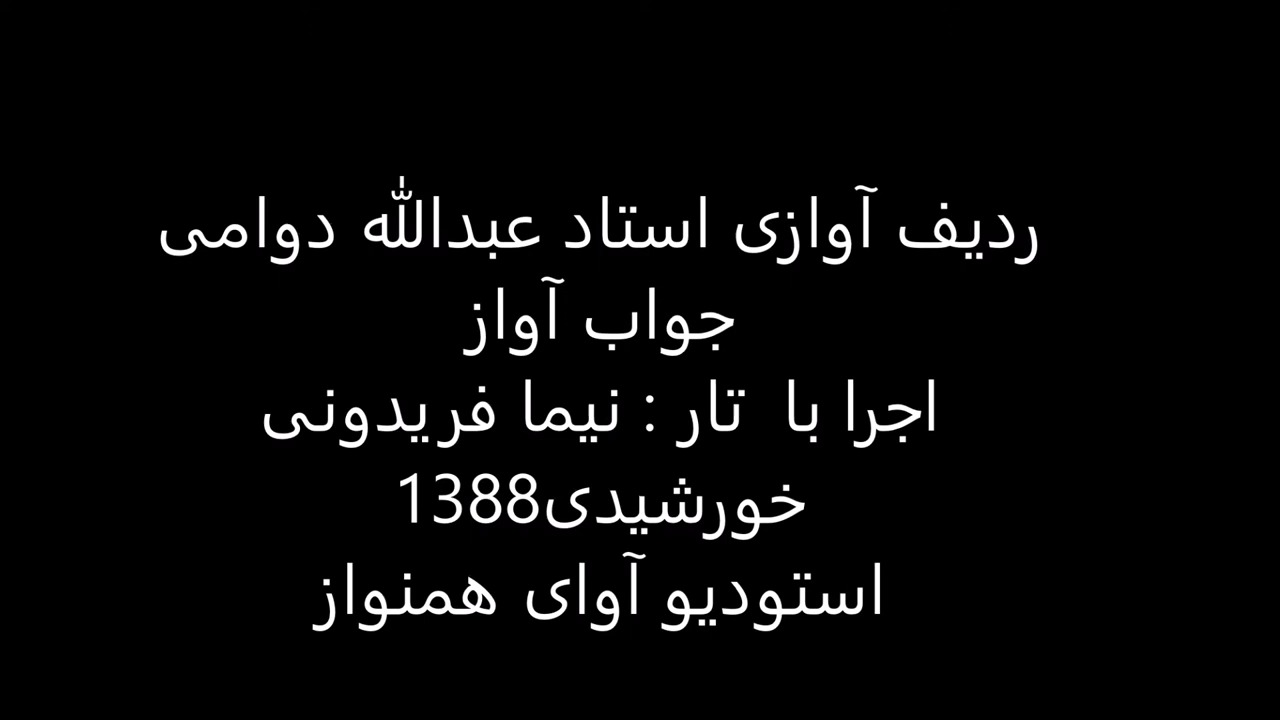 ردیف آوازی استاد عبدالله دوامی
جواب آواز
اجرا با تار : نیما فریدونی
خورشیدی1388
استودیو آوای همنواز